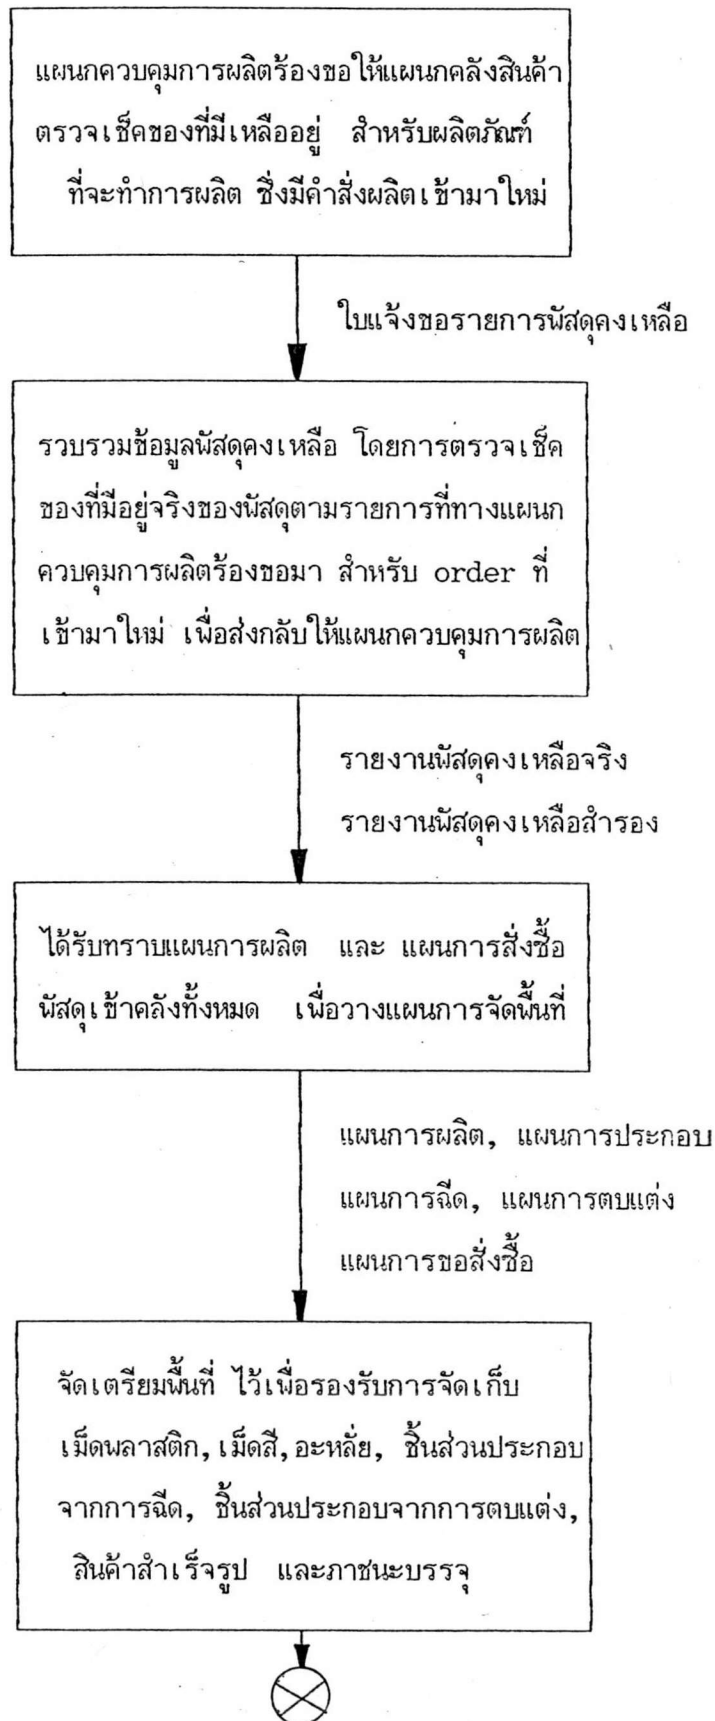 แผนกควบคุมการผลิตร้องขอให้แผนกคลังสินค้า
ตรวจเช็คของที่มีเหลืออยู่ สำหรับผลิตภัณฑ์
ที่จะทำการผลิต ซึ่งมีคำสั่งผลิตเข้ามาใหม่
ใบแจ้งขอรายการพัสดุคงเหลือ
รวบรวมข้อมูลพัสดุคงเหลือ โดยการตรวจเช็ค
ของที่มีอยู่จริงของพัสดุตามรายการที่ทางแผนก
ควบคุมการผลิตร้องขอมา สำหรับ order ที่
เข้ามาใหม่ เพื่อส่งกลับให้แผนกควบคุมการผลิต
รายงานพัสดุคงเหลือจริง
รายงานพัสดุคงเหลือสำรอง
ได้รับทราบแผนการผลิต และ แผนการสั่งซื้อ
พัสดุเข้าคลังทั้งหมด เพื่อวางแผนการจัดพื้นที่
แผนการผลิต, แผนการประกอบ
แผนการฉีด, แผนการตบแต่ง
แผนการขอสั่งซื้อ
จัดเตรียมพื้นที่ ไว้เพื่อรองรับการจัดเก็บ
เม็ดพลาสติก, เม็ดสี, อะหลั่ย, ชิ้นส่วนประกอบ
จากการฉีด, ชิ้นส่วนประกอบจากการตบแต่ง,
สินค้าสำเร็จรูป และภาชนะบรรจุ